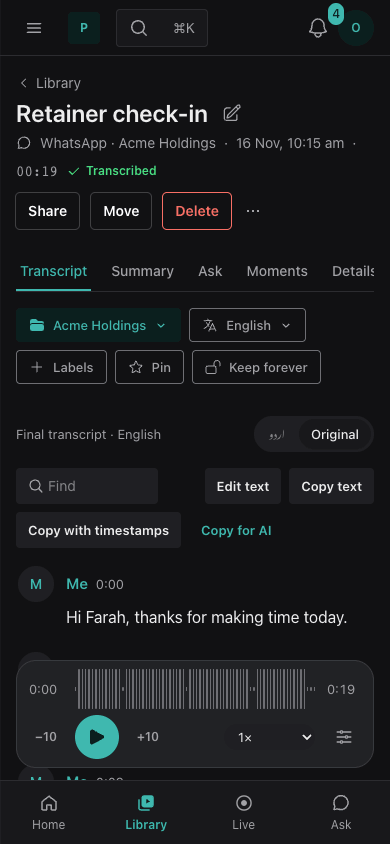 P
⌘K
4
O
Library
Retainer check-in
WhatsApp · Acme Holdings · 16 Nov, 10:15 am ·
00:19 Transcribed
Share Move Delete ···
Transcript Summary Ask Moments Details
Acme Holdings English
Labels Pin Keep forever
Final transcript · English اردو Original
Find Edit text Copy text
Copy with timestamps Copy for AI
M Me 0:00
Hi Farah, thanks for making time today.
0:00 0:19
−10 +10 1×
Home Library Live Ask